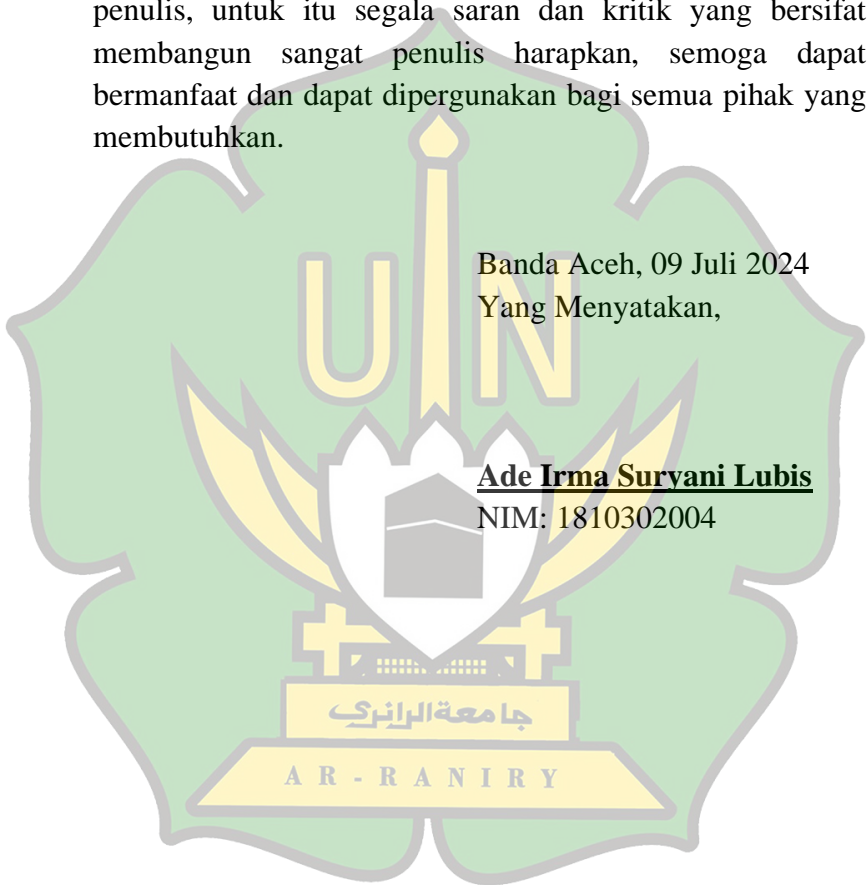 penulis, untuk itu segala saran dan kritik yang bersifat
membangun sangat penulis harapkan, semoga dapat
bermanfaat dan dapat dipergunakan bagi semua pihak yang
membutuhkan.
Banda Aceh, 09 Juli 2024
Yang Menyatakan,
UIN
Ade Irma Suryani Lubis
NIM: 1810302004
جامعةالرانري
AR-RANIRY